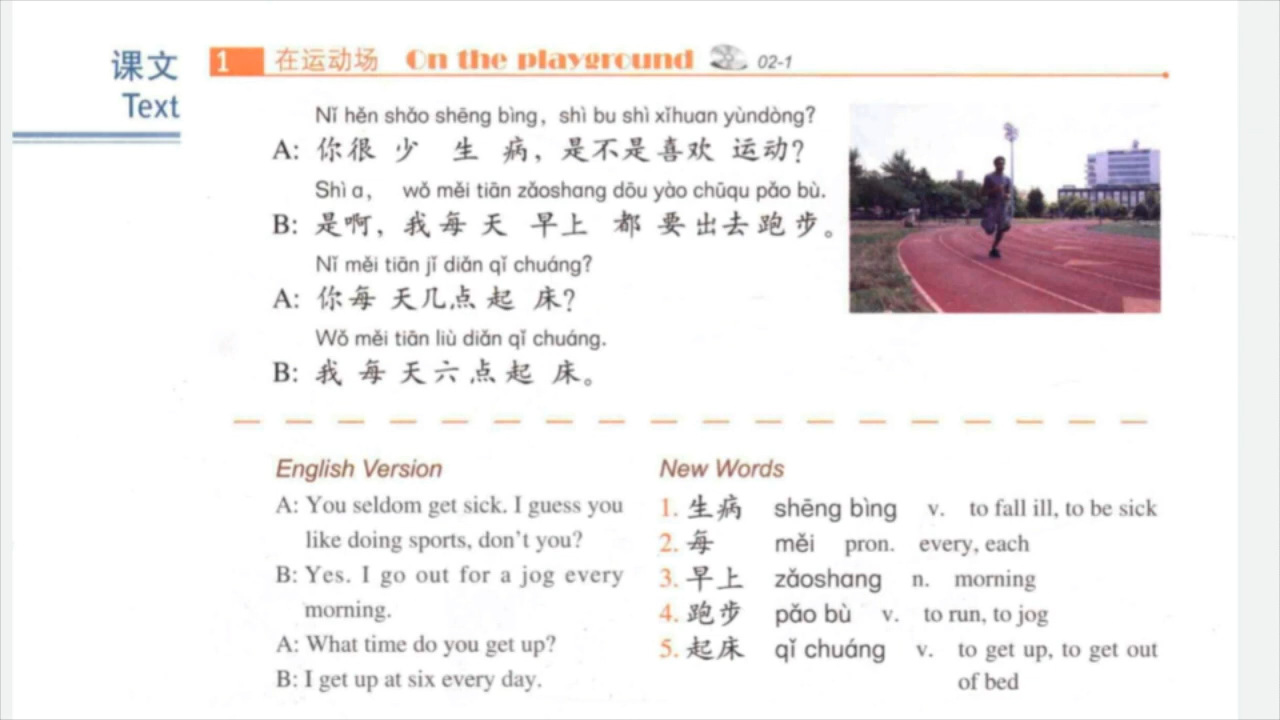 课文
Text
1 在运动场 On the playground 02-1
Nǐ hěn shǎo shēng bìng, shì bu shì xǐhuan yùndòng?
A: 你很少生病，是不是喜欢运动?
Shì a, wǒ měi tiān zǎoshang dōu yào chūqu pǎo bù.
B: 是啊，我每天早上都要出去跑步。
Nǐ měi tiān jǐ diǎn qǐ chuáng?
A: 你每天几点起床?
Wǒ měi tiān liù diǎn qǐ chuáng.
B: 我每天六点起床。
English Version
A: You seldom get sick. I guess you
like doing sports, don't you?
B: Yes. I go out for a jog every
morning.
A: What time do you get up?
B: I get up at six every day.
New Words
1. 生病 shēng bìng v. to fall ill, to be sick
2. 每 měi pron. every, each
3. 早上 zǎoshang n. morning
4. 跑步 pǎo bù v. to run, to jog
5. 起床 qǐ chuáng v. to get up, to get out
of bed